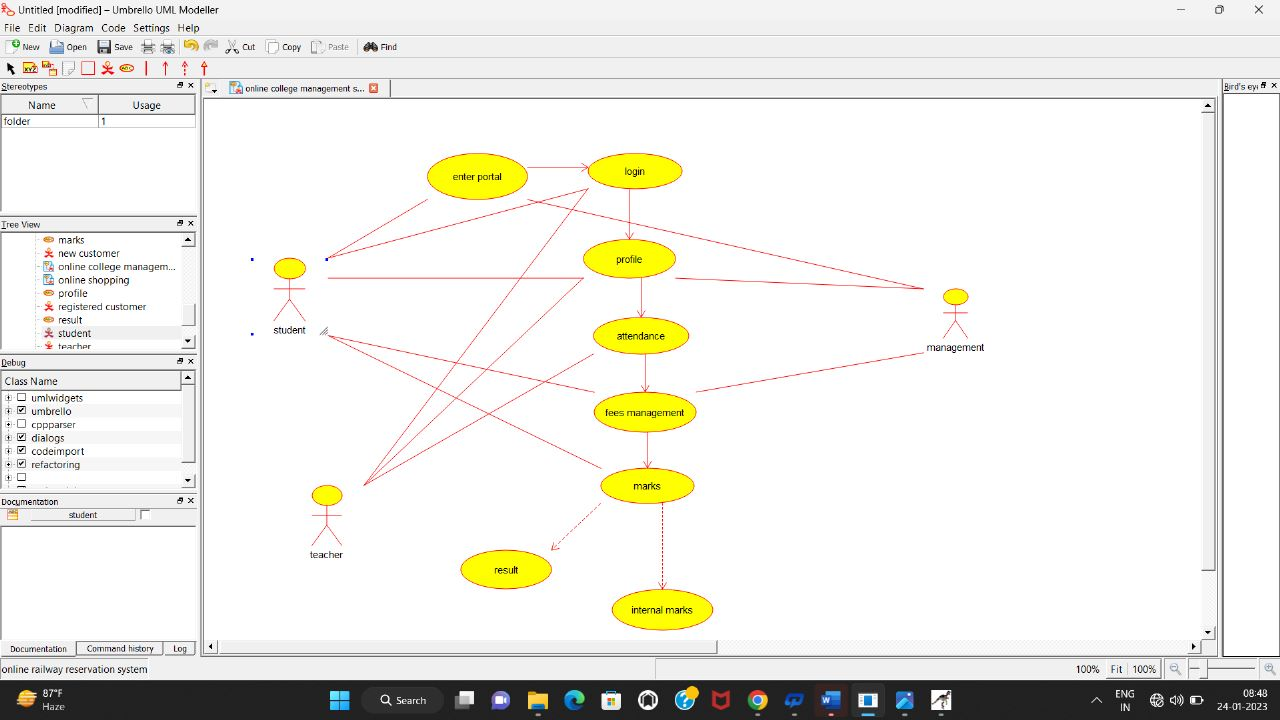 Untitled [modified] – Umbrello UML Modeller
File Edit Diagram Code Settings Help
New Open Save Cut Copy Paste Find
Stereotypes
Name Usage
folder 1
Tree View
marks
new customer
online college managem...
online shopping
profile
registered customer
result
student
teacher
Debug
Class Name
umlwidgets
umbrello
cppparser
dialogs
codeimport
refactoring
Documentation
student
Documentation Command history Log
online college management s...
Bird's eye
enter portal
login
profile
student
attendance
management
fees management
marks
teacher
result
internal marks
online railway reservation system
100% Fit 100%
87°F
Haze
Search
ENG
IN
08:48
24-01-2023